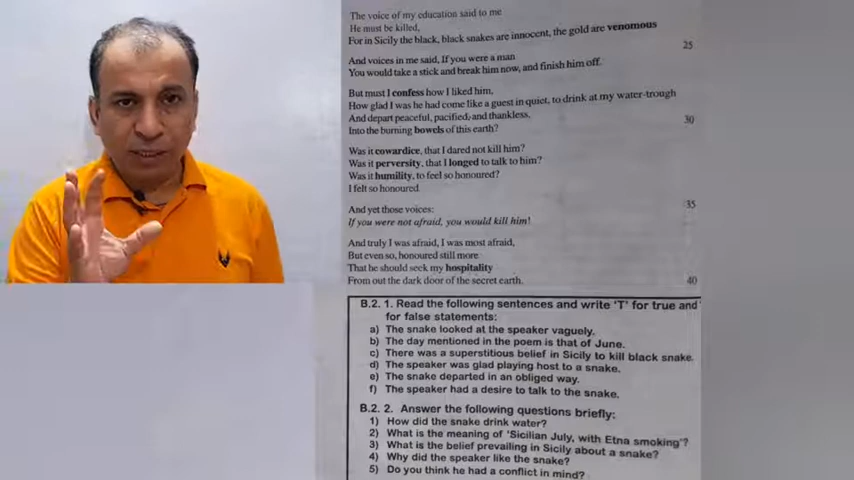 The voice of my education said to me
He must be killed,
For in Sicily the black, black snakes are innocent, the gold are venomous
25
And voices in me said, If you were a man
You would take a stick and break him now, and finish him off.
But must I confess how I liked him,
How glad I was he had come like a guest in quiet, to drink at my water-trough
And depart peaceful, pacified, and thankless,
Into the burning bowels of this earth?
30
Was it cowardice, that I dared not kill him?
Was it perversity, that I longed to talk to him?
Was it humility, to feel so honoured?
I felt so honoured.
35
And yet those voices:
If you were not afraid, you would kill him!
And truly I was afraid, I was most afraid,
But even so, honoured still more
That he should seek my hospitality
From out the dark door of the secret earth.
40
B.2. 1. Read the following sentences and write 'T' for true and
for false statements:
a) The snake looked at the speaker vaguely.
b) The day mentioned in the poem is that of June.
c) There was a superstitious belief in Sicily to kill black snake.
d) The speaker was glad playing host to a snake.
e) The snake departed in an obliged way.
f) The speaker had a desire to talk to the snake.
B.2. 2. Answer the following questions briefly:
1) How did the snake drink water?
2) What is the meaning of 'Sicilian July, with Etna smoking'?
3) What is the belief prevailing in Sicily about a snake?
4) Why did the speaker like the snake?
5) Do you think he had a conflict in mind?